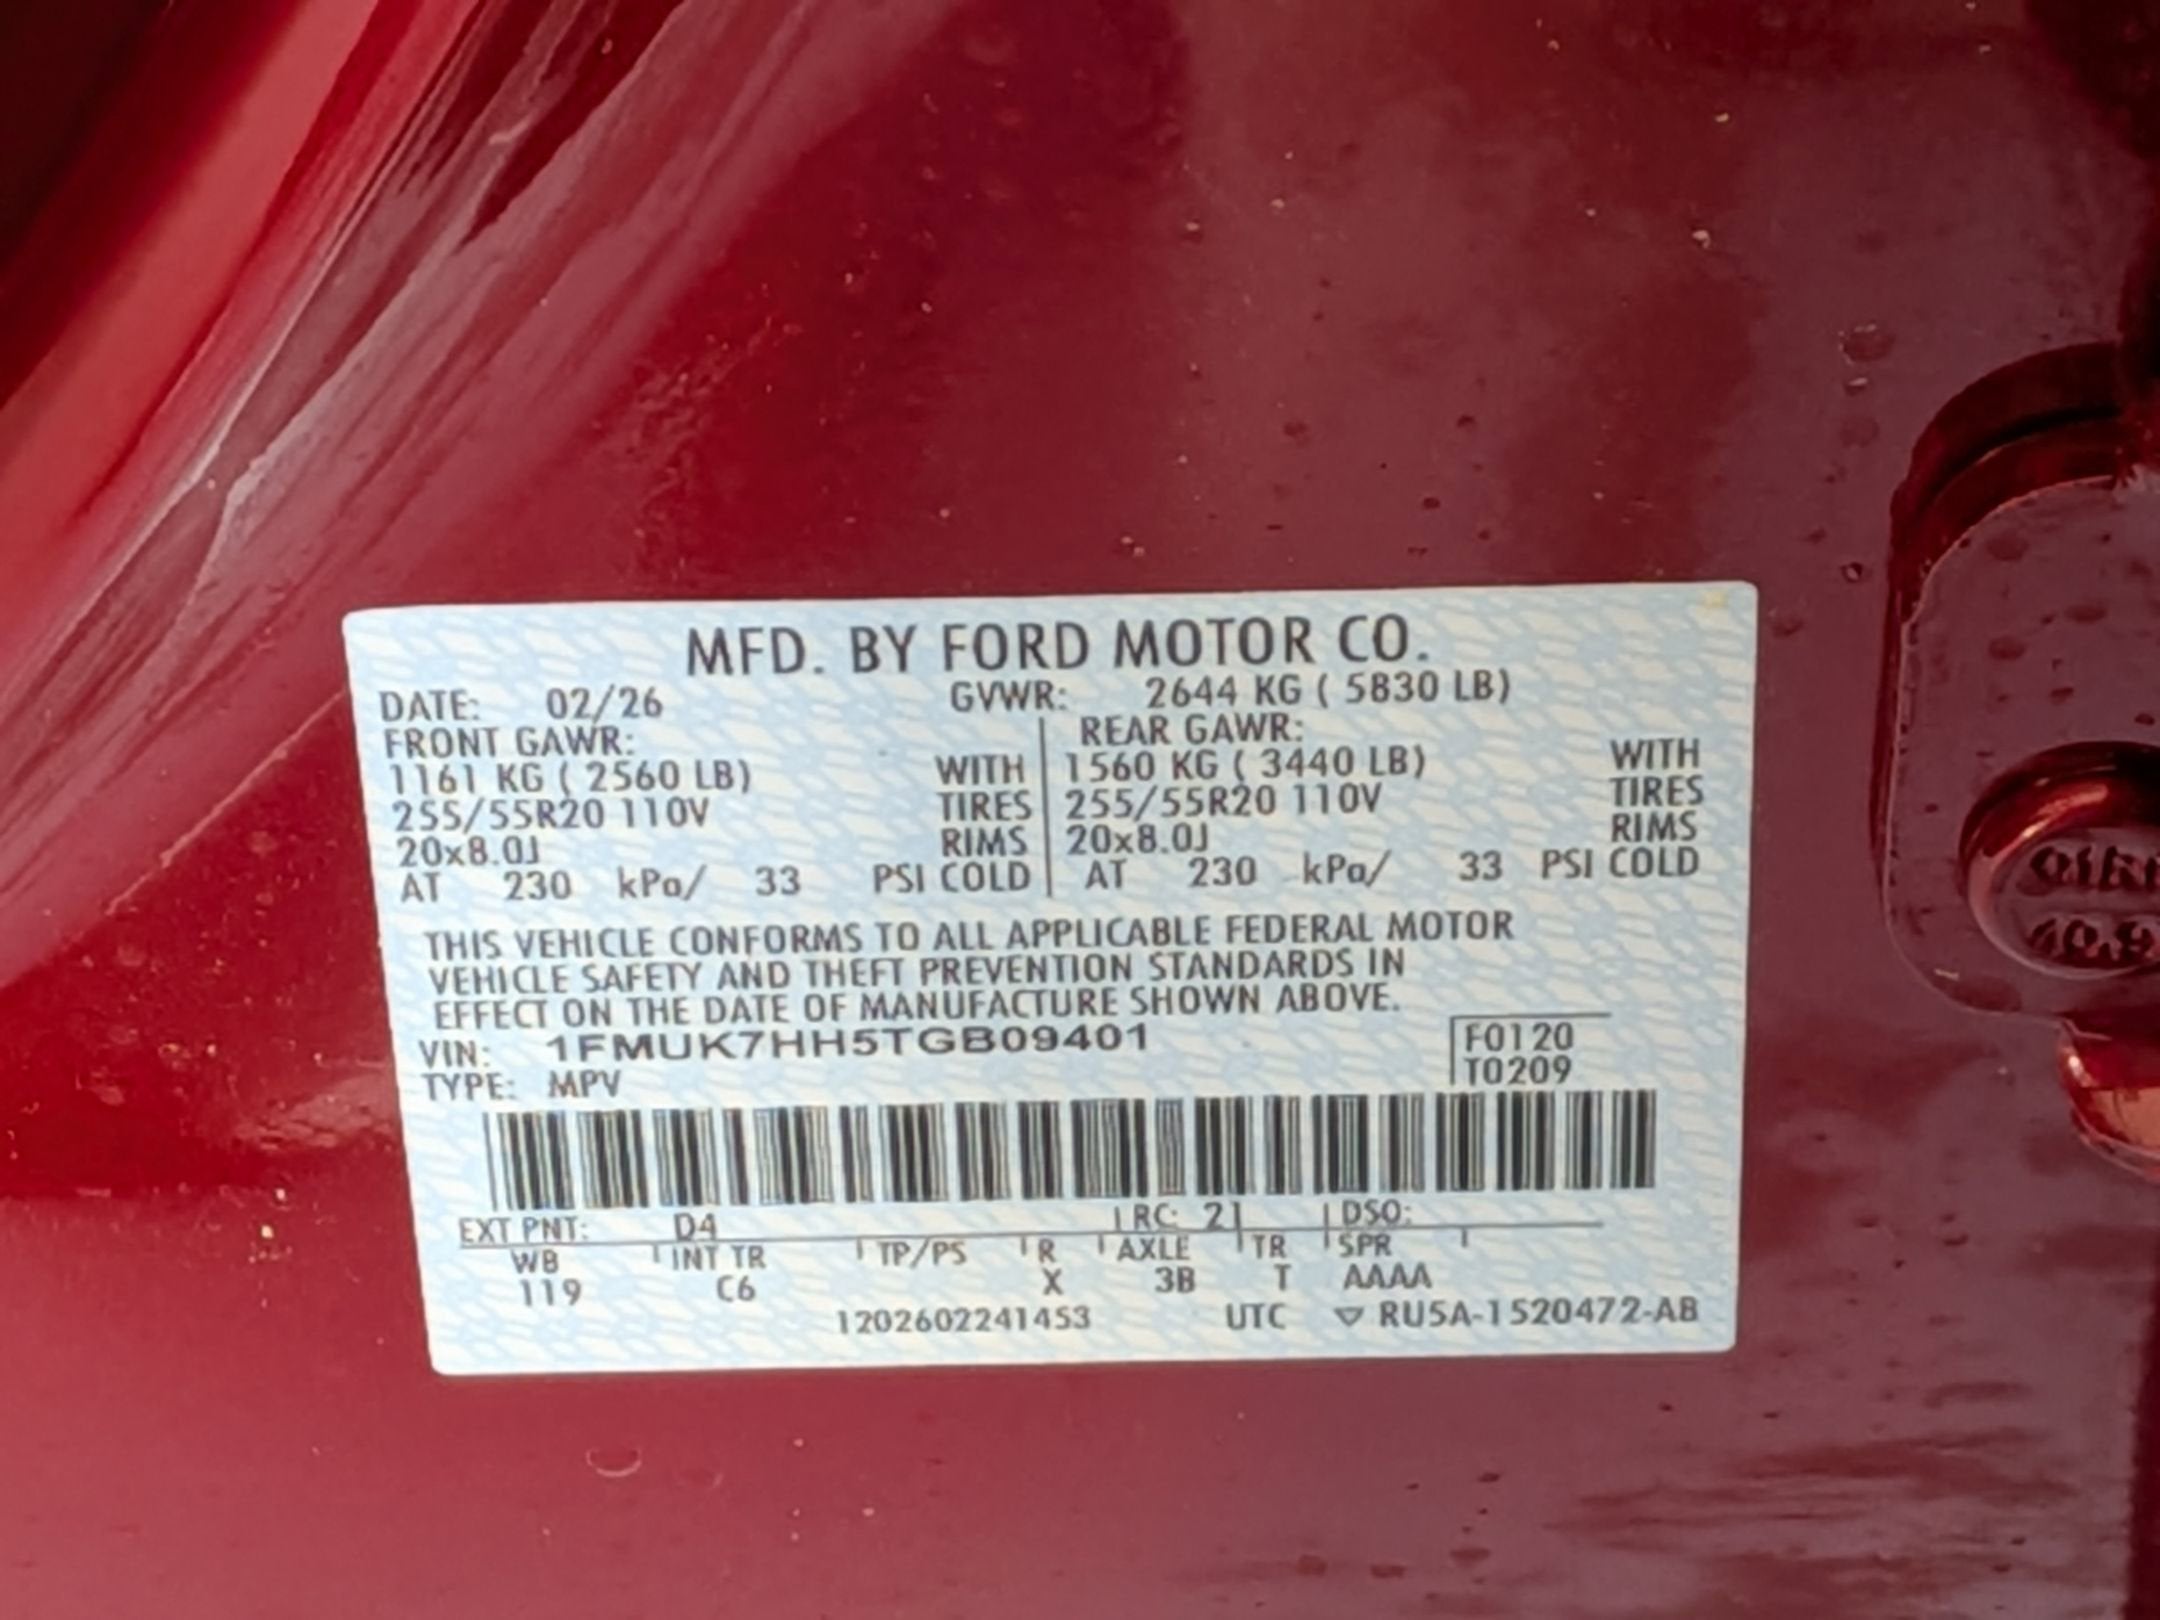 MFD. BY FORD MOTOR CO.
DATE: 02/26 GVWR: 2644 KG ( 5830 LB)
FRONT GAWR: REAR GAWR:
1161 KG ( 2560 LB) WITH 1560 KG ( 3440 LB) WITH
255/55R20 110V TIRES 255/55R20 110V TIRES
20x8.0J RIMS 20x8.0J RIMS
AT 230 kPa/ 33 PSI COLD AT 230 kPa/ 33 PSI COLD
THIS VEHICLE CONFORMS TO ALL APPLICABLE FEDERAL MOTOR
VEHICLE SAFETY AND THEFT PREVENTION STANDARDS IN
EFFECT ON THE DATE OF MANUFACTURE SHOWN ABOVE.
VIN: 1FMUK7HH5TGB09401 F0120
TYPE: MPV T0209
EXT PNT: D4 RC: 21 DSO:
WB INT TR TP/PS R AXLE TR SPR
119 C6 X 3B T AAAA
1202602241453 UTC ▽ RU5A-1520472-AB
10.9